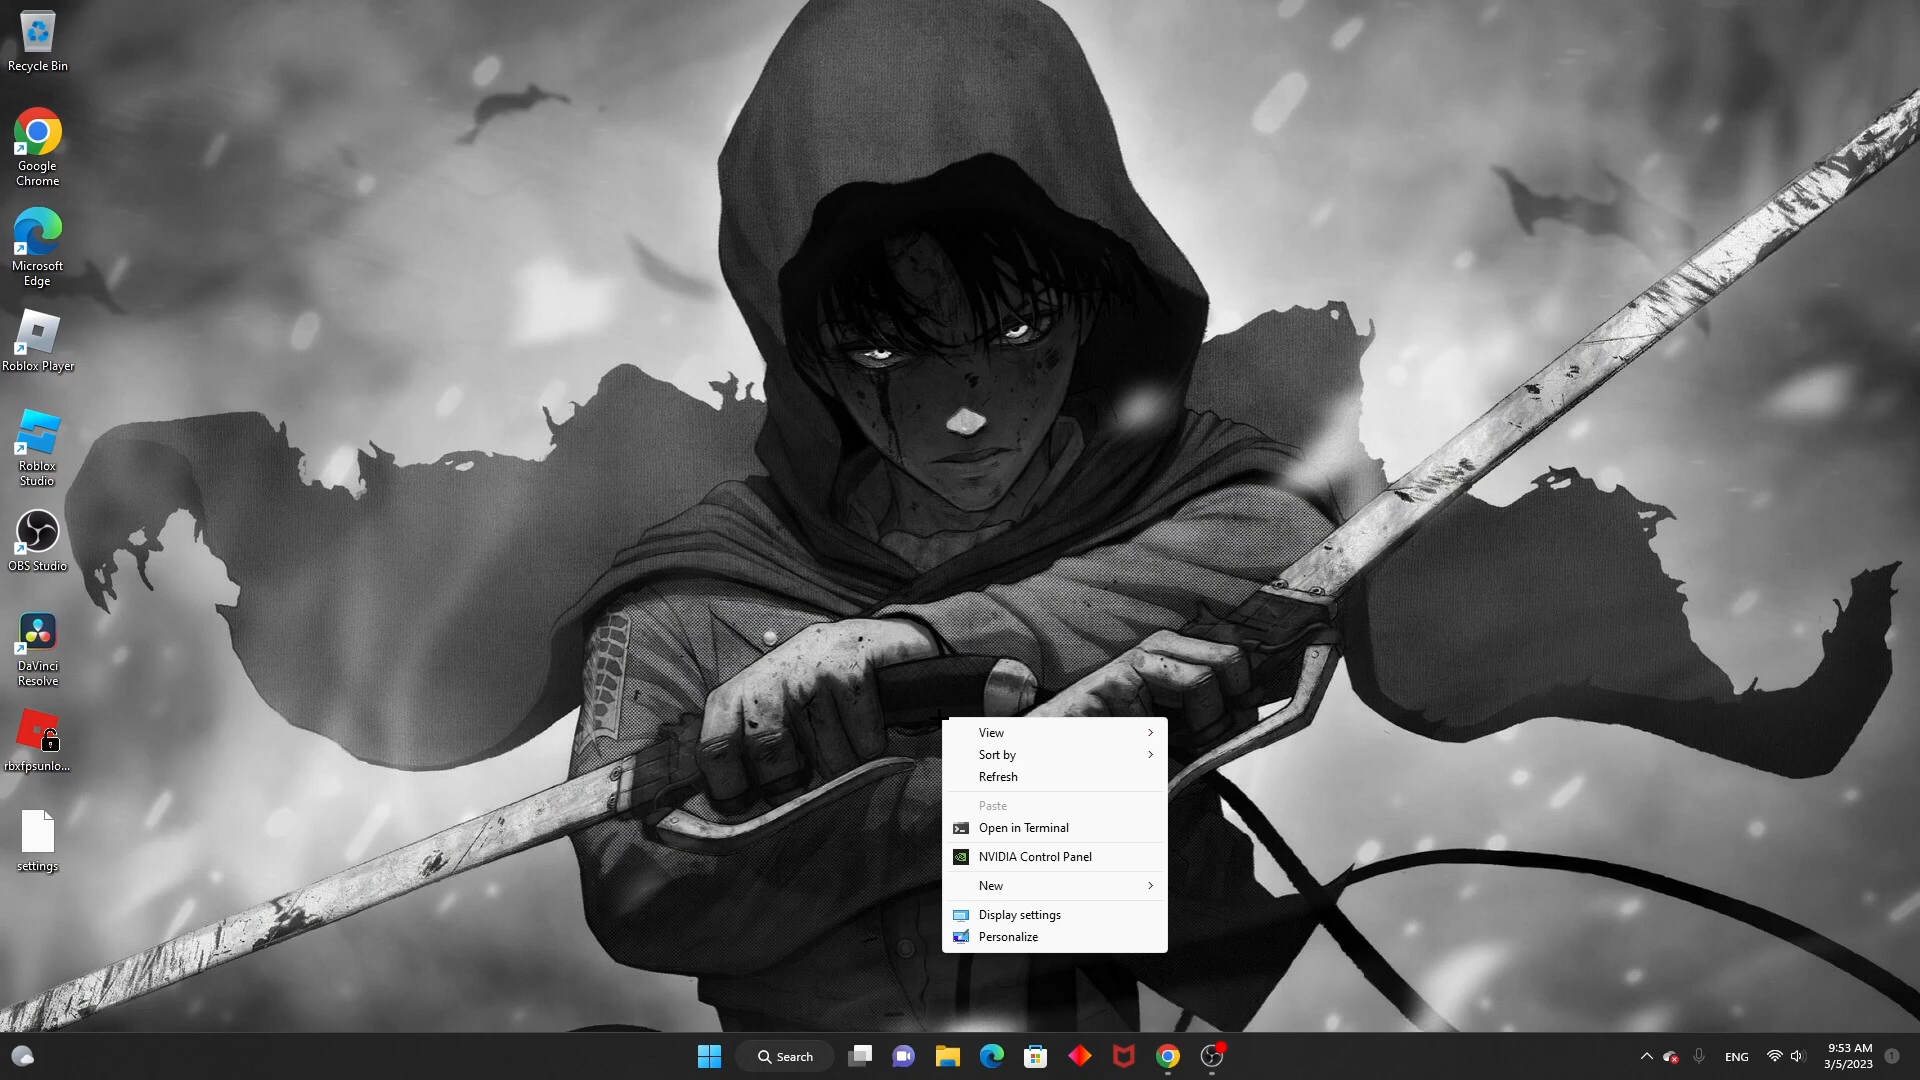 Recycle Bin
Google
Chrome
Microsoft
Edge
Roblox Player
Roblox
Studio
OBS Studio
DaVinci
Resolve
rbxfpsunlo...
settings
View
Sort by
Refresh
Paste
Open in Terminal
NVIDIA Control Panel
New
Display settings
Personalize
Search
ENG
9:53 AM
3/5/2023
1